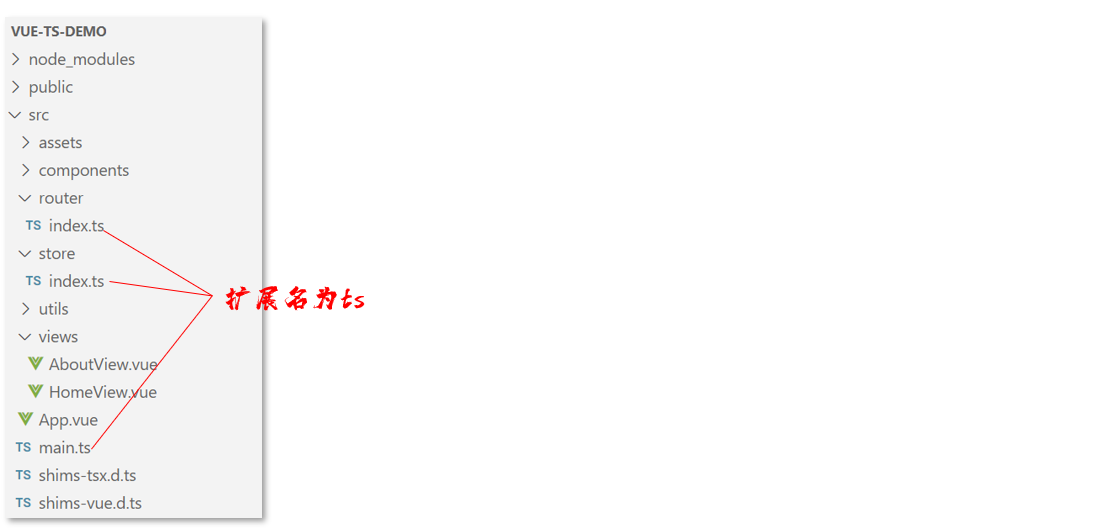 VUE-TS-DEMO
node_modules
public
src
assets
components
router
TS index.ts
store
TS index.ts
扩展名为ts
utils
views
AboutView.vue
HomeView.vue
App.vue
TS main.ts
TS shims-tsx.d.ts
TS shims-vue.d.ts